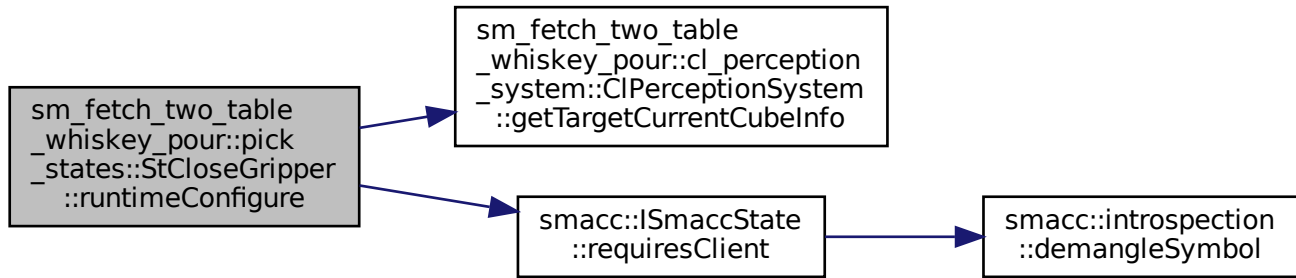 sm_fetch_two_table
_whiskey_pour::pick
_states::StCloseGripper
::runtimeConfigure
sm_fetch_two_table
_whiskey_pour::cl_perception
_system::ClPerceptionSystem
::getTargetCurrentCubeInfo
smacc::ISmaccState
::requiresClient
smacc::introspection
::demangleSymbol